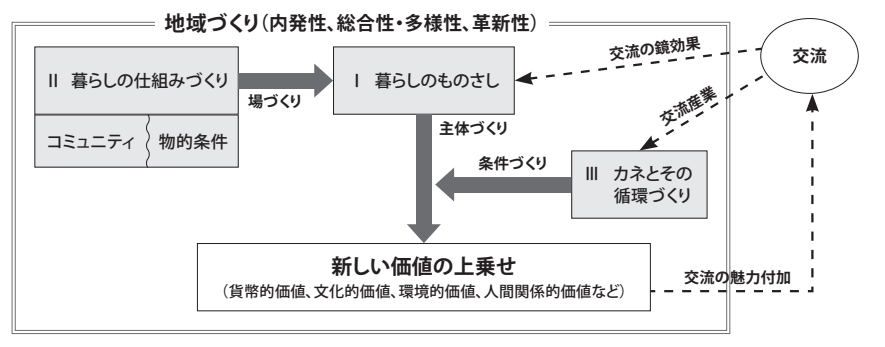 地域づくり（内発性、総合性・多様性、革新性）
交流の鏡効果
交流
Ⅱ 暮らしの仕組みづくり
場づくり
Ⅰ 暮らしのものさし
交流産業
コミュニティ
物的条件
主体づくり
条件づくり
Ⅲ カネとその
循環づくり
新しい価値の上乗せ
（貨幣的価値、文化的価値、環境的価値、人間関係的価値など）
交流の魅力付加